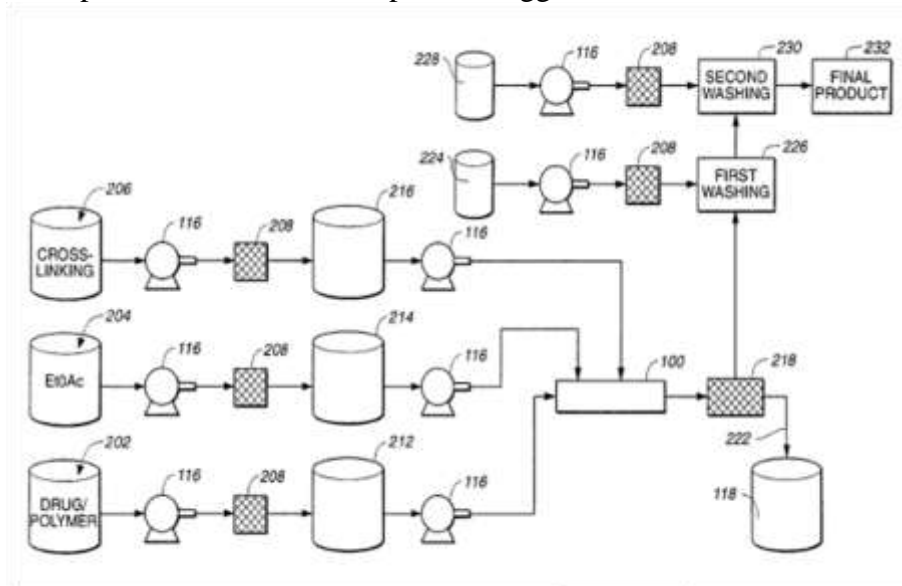 228
116
208
230
SECOND
WASHING
232
FINAL
PRODUCT
224
116
208
226
FIRST
WASHING
206
CROSS-
LINKING
116
208
216
116
204
EtOAc
116
208
214
116
100
218
222
118
202
DRUG/
POLYMER
116
208
212
116